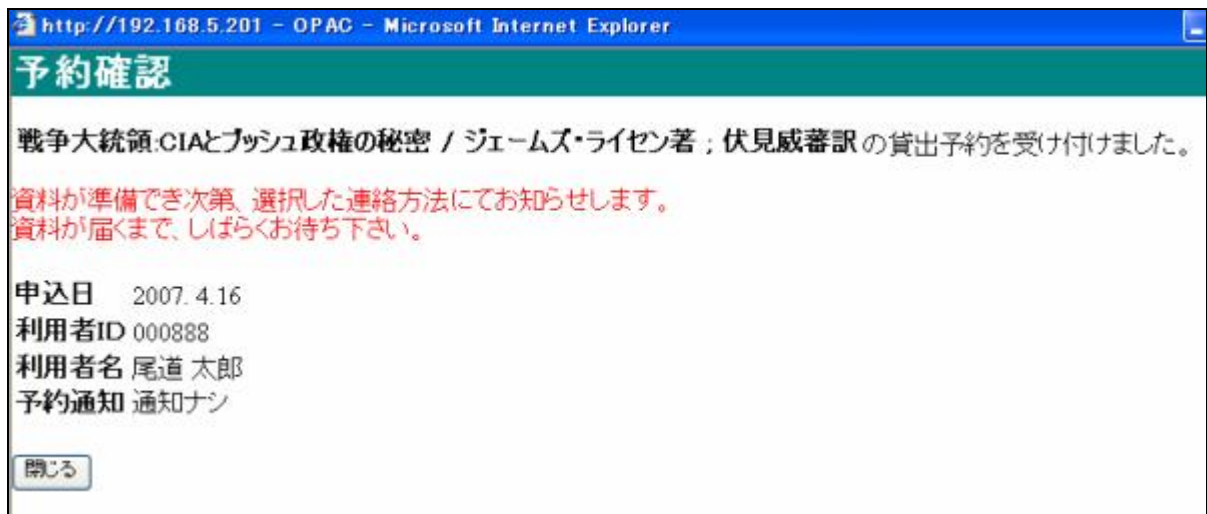 http://192.168.5.201 - OPAC - Microsoft Internet Explorer
予約確認
戦争大統領:CIAとブッシュ政権の秘密 / ジェームズ・ライセン著 ; 伏見威蕃訳 の貸出予約を受け付けました。
資料が準備でき次第、選択した連絡方法にてお知らせします。
資料が届くまで、しばらくお待ち下さい。
申込日 2007. 4.16
利用者ID 000888
利用者名 尾道 太郎
予約通知 通知ナシ
閉じる